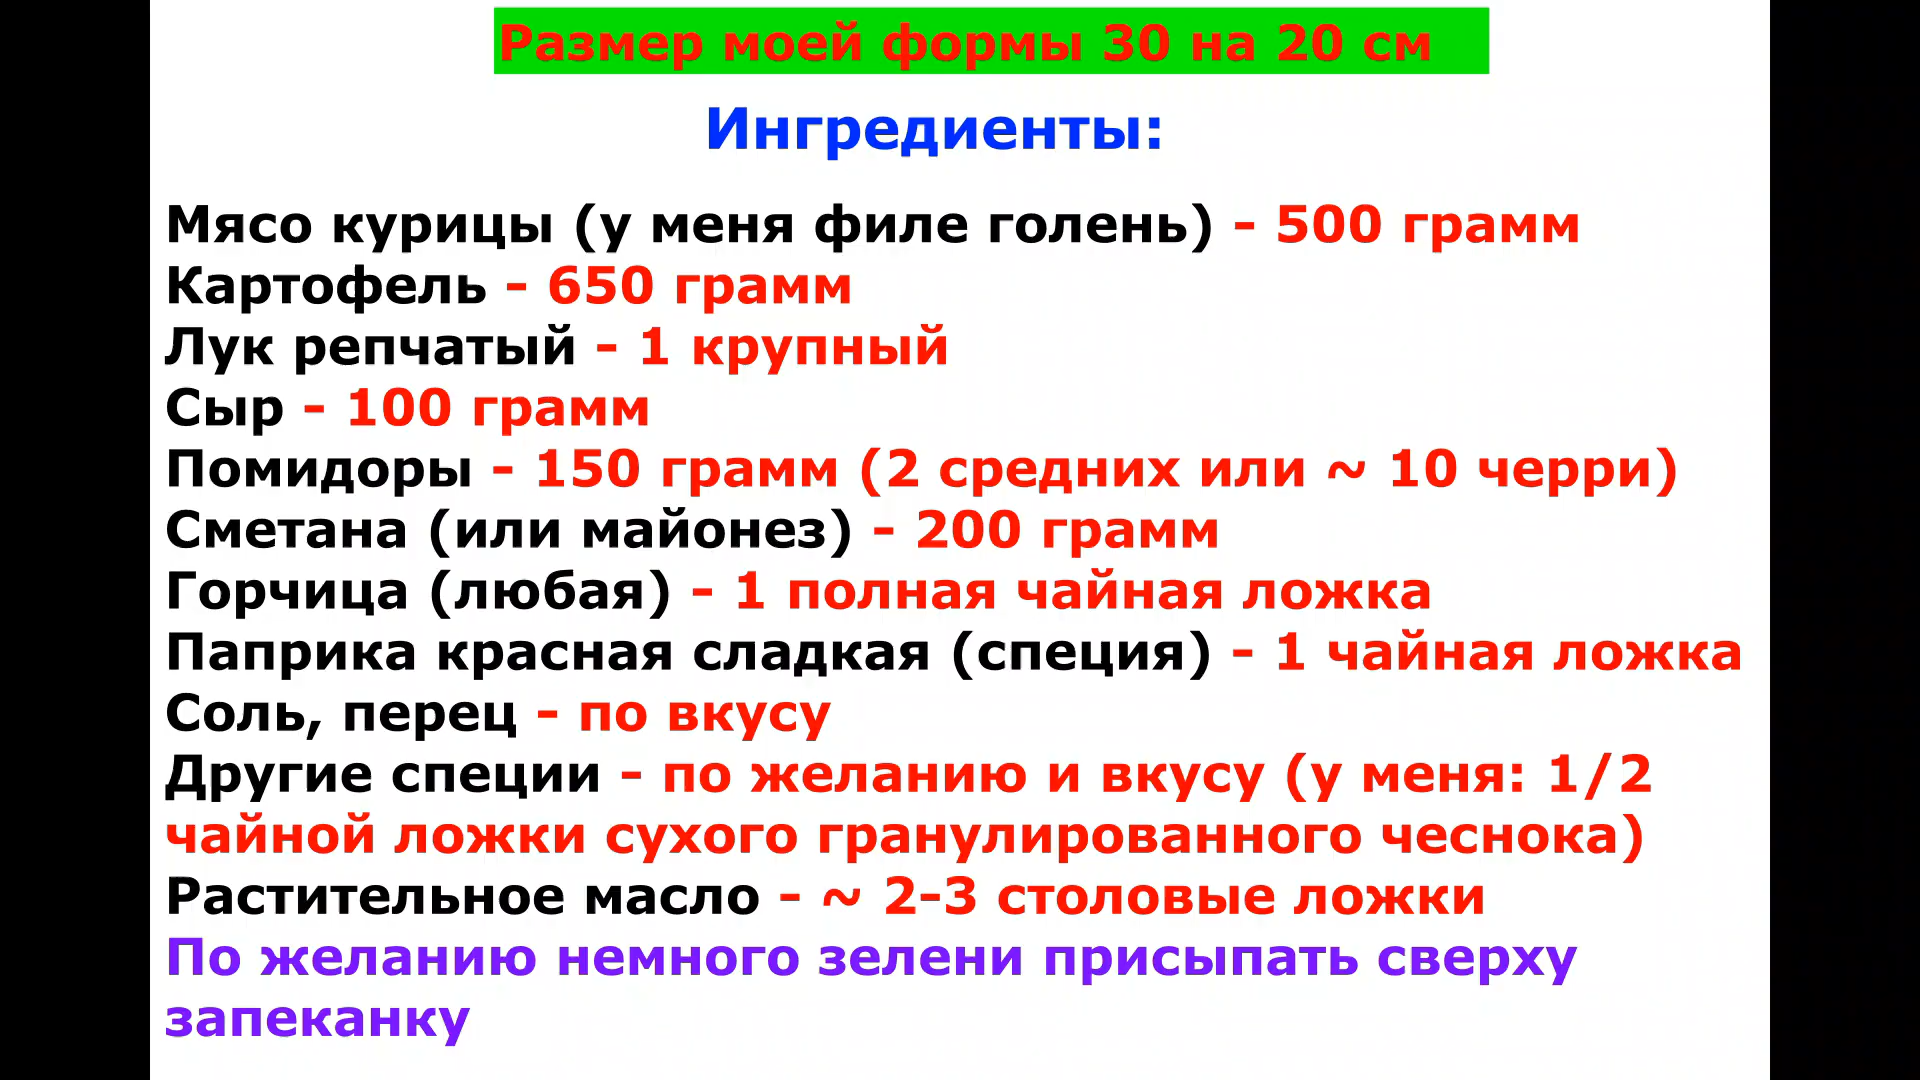 Размер моей формы 30 на 20 см
Ингредиенты:
Мясо курицы (у меня филе голень) - 500 грамм
Картофель - 650 грамм
Лук репчатый - 1 крупный
Сыр - 100 грамм
Помидоры - 150 грамм (2 средних или ~ 10 черри)
Сметана (или майонез) - 200 грамм
Горчица (любая) - 1 полная чайная ложка
Паприка красная сладкая (специя) - 1 чайная ложка
Соль, перец - по вкусу
Другие специи - по желанию и вкусу (у меня: 1/2
чайной ложки сухого гранулированного чеснока)
Растительное масло - ~ 2-3 столовые ложки
По желанию немного зелени присыпать сверху
запеканку